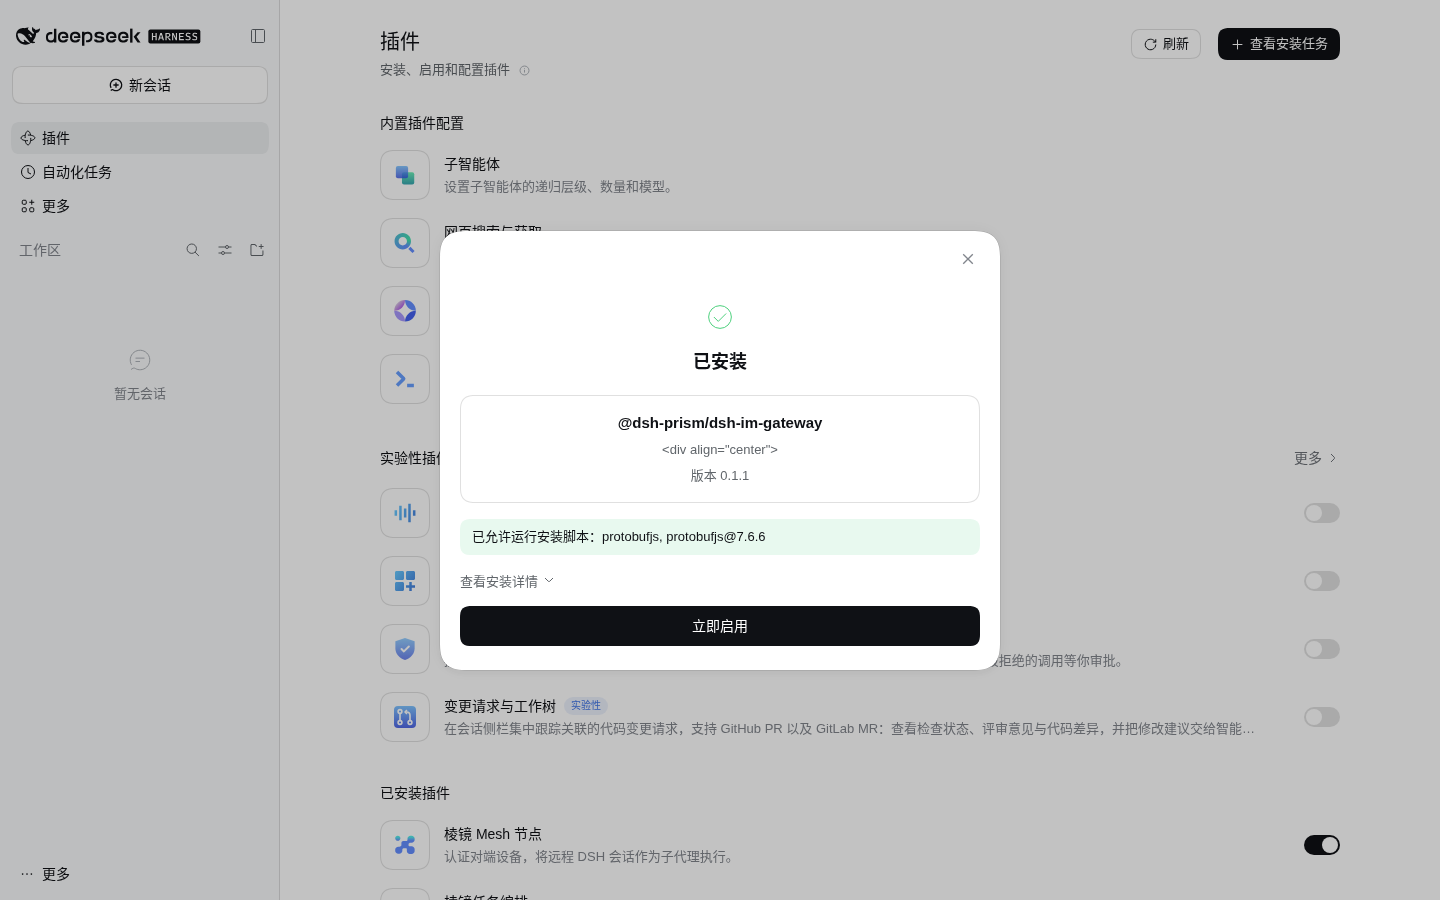 deepseek HARNESS
新会话
插件
自动化任务
更多
工作区
暂无会话
更多
插件
安装、启用和配置插件
刷新
查看安装任务
内置插件配置
子智能体
设置子智能体的递归层级、数量和模型。
已安装
@dsh-prism/dsh-im-gateway
<div align="center">
版本 0.1.1
已允许运行安装脚本：protobufjs, protobufjs@7.6.6
查看安装详情
立即启用
更多
拒绝的调用等你审批。
变更请求与工作树 实验性
在会话侧栏集中跟踪关联的代码变更请求，支持 GitHub PR 以及 GitLab MR：查看检查状态、评审意见与代码差异，并把修改建议交给智能…
已安装插件
棱镜 Mesh 节点
认证对端设备，将远程 DSH 会话作为子代理执行。